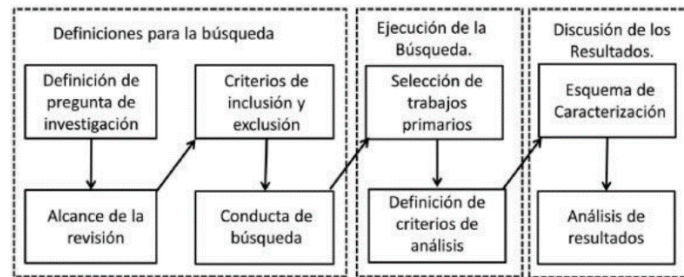 Definiciones para la búsqueda
Definición de
pregunta de
investigación
Alcance de la
revisión
Criterios de
inclusión y
exclusión
Conducta de
búsqueda
Ejecución de la
Búsqueda.
Selección de
trabajos
primarios
Definición de
criterios de
análisis
Discusión de los
Resultados.
Esquema de
Caracterización
Análisis de
resultados